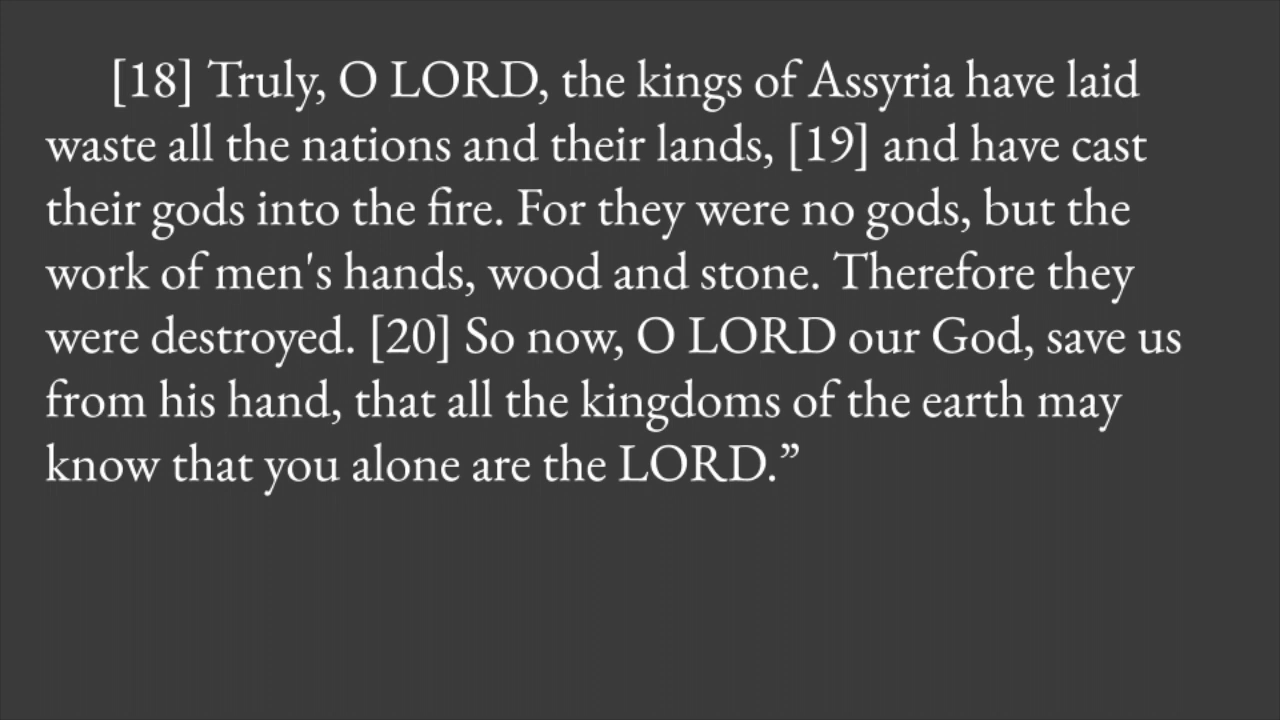 [18] Truly, O LORD, the kings of Assyria have laid
waste all the nations and their lands, [19] and have cast
their gods into the fire. For they were no gods, but the
work of men's hands, wood and stone. Therefore they
were destroyed. [20] So now, O LORD our God, save us
from his hand, that all the kingdoms of the earth may
know that you alone are the LORD.”